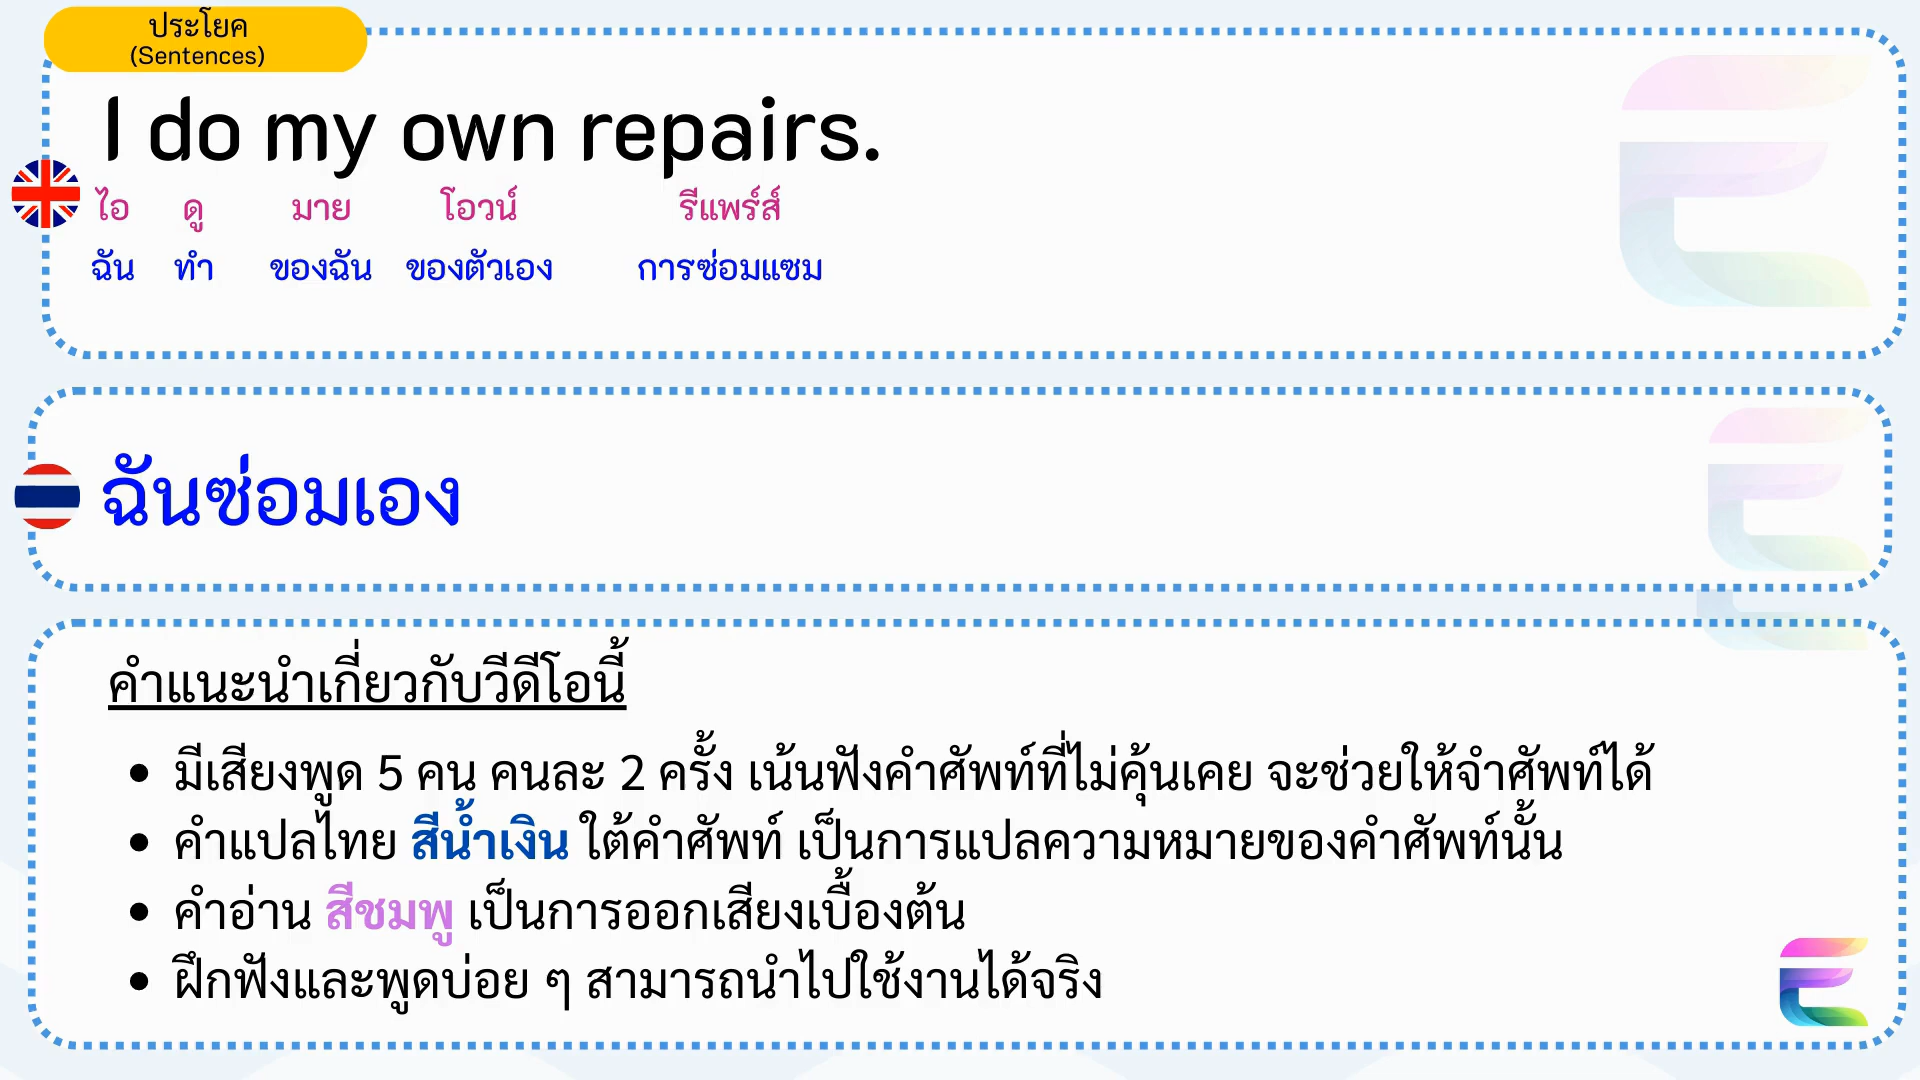 ประโยค
(Sentences)
I do my own repairs.
ไอ ดู มาย โอวน์ รีแพร์ส์
ฉัน ทำ ของฉัน ของตัวเอง การซ่อมแซม
ฉันซ่อมเอง
คำแนะนำเกี่ยวกับวีดีโอนี้
• มีเสียงพูด 5 คน คนละ 2 ครั้ง เน้นฟังคำศัพท์ที่ไม่คุ้นเคย จะช่วยให้จำศัพท์ได้
• คำแปลไทย สีน้ำเงิน ใต้คำศัพท์ เป็นการแปลความหมายของคำศัพท์นั้น
• คำอ่าน สีชมพู เป็นการออกเสียงเบื้องต้น
• ฝึกฟังและพูดบ่อย ๆ สามารถนำไปใช้งานได้จริง